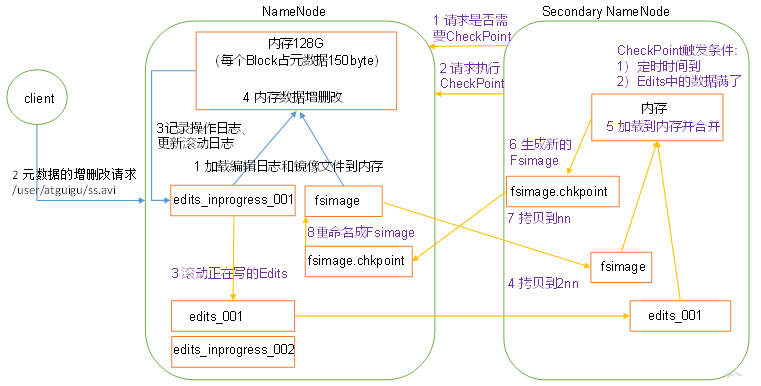 NameNode
Secondary NameNode
1 请求是否需
要CheckPoint
内存128G
（每个Block占元数据150byte）
4 内存数据增删改
2 请求执行
CheckPoint
CheckPoint触发条件:
1）定时时间到
2）Edits中的数据满了
client
内存
5 加载到内存并合并
3记录操作日志、
更新滚动日志
6 生成新的
Fsimage
1 加载编辑日志和镜像文件到内存
2 元数据的增删改请求
/user/atguigu/ss.avi
edits_inprogress_001
fsimage
fsimage.chkpoint
7 拷贝到nn
8重命名成Fsimage
fsimage.chkpoint
fsimage
3 滚动正在写的Edits
4 拷贝到2nn
edits_001
edits_001
edits_inprogress_002